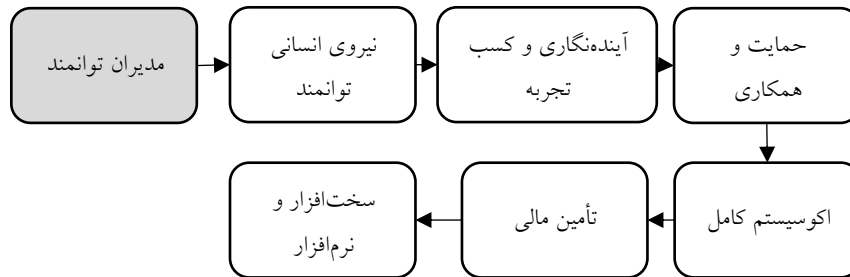 مدیران توانمند
نیروی انسانی
توانمند
آینده‌نگاری و کسب
تجربه
حمایت و
همکاری
اکوسیستم کامل
تأمین مالی
سخت‌افزار و
نرم‌افزار